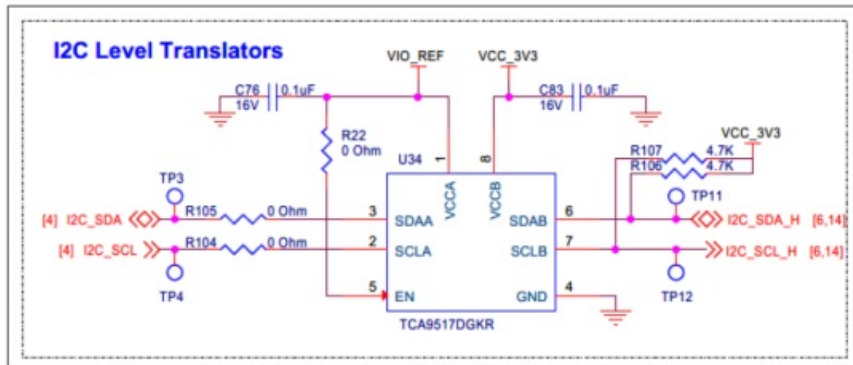 I2C Level Translators
VIO_REF
VCC_3V3
C76 0.1uF
16V
C83 0.1uF
16V
R22
0 Ohm
U34
1
VCCA
8
VCCB
R107 4.7K
R106 4.7K
VCC_3V3
TP3
TP11
[4] I2C_SDA
R105 0 Ohm
3 SDAA
SDAB 6
I2C_SDA_H [6,14]
[4] I2C_SCL
R104 0 Ohm
2 SCLA
SCLB 7
I2C_SCL_H [6,14]
TP4
TP12
5 EN
GND 4
TCA9517DGKR